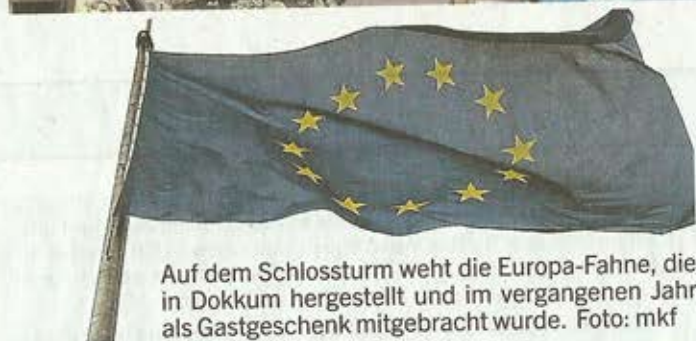 Auf dem Schlossturm weht die Europa-Fahne, die
in Dokkum hergestellt und im vergangenen Jahr
als Gastgeschenk mitgebracht wurde. Foto: mkf